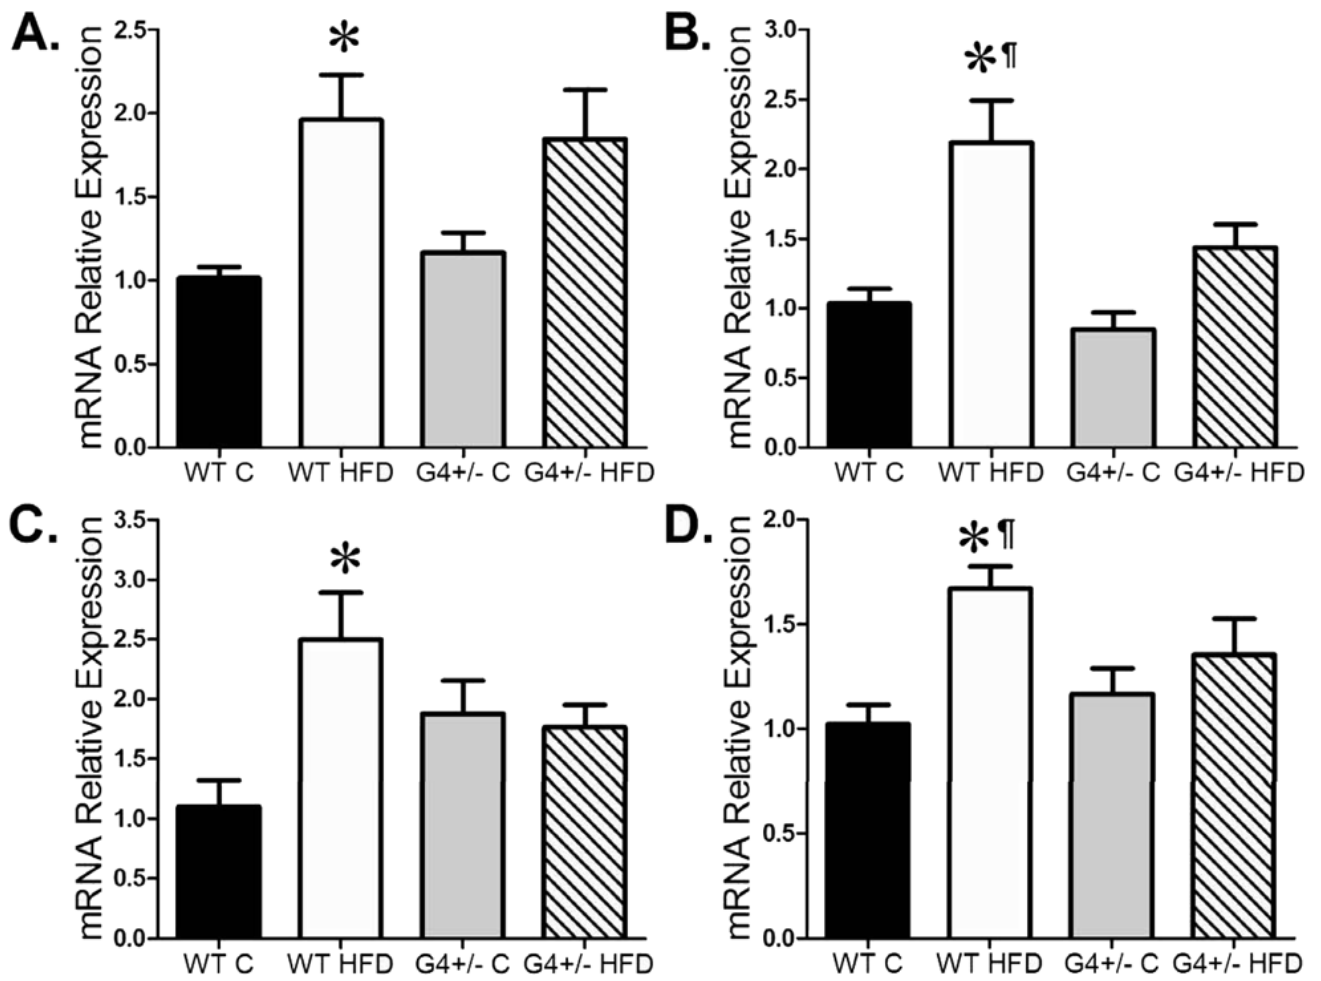 A.
mRNA Relative Expression
2.5
2.0
1.5
1.0
0.5
0.0
*
WT C
WT HFD
G4+/- C
G4+/- HFD
B.
mRNA Relative Expression
3.0
2.5
2.0
1.5
1.0
0.5
0.0
*¶
WT C
WT HFD
G4+/- C
G4+/- HFD
C.
mRNA Relative Expression
3.5
3.0
2.5
2.0
1.5
1.0
0.5
0.0
*
WT C
WT HFD
G4+/- C
G4+/- HFD
D.
mRNA Relative Expression
2.0
1.5
1.0
0.5
0.0
*¶
WT C
WT HFD
G4+/- C
G4+/- HFD